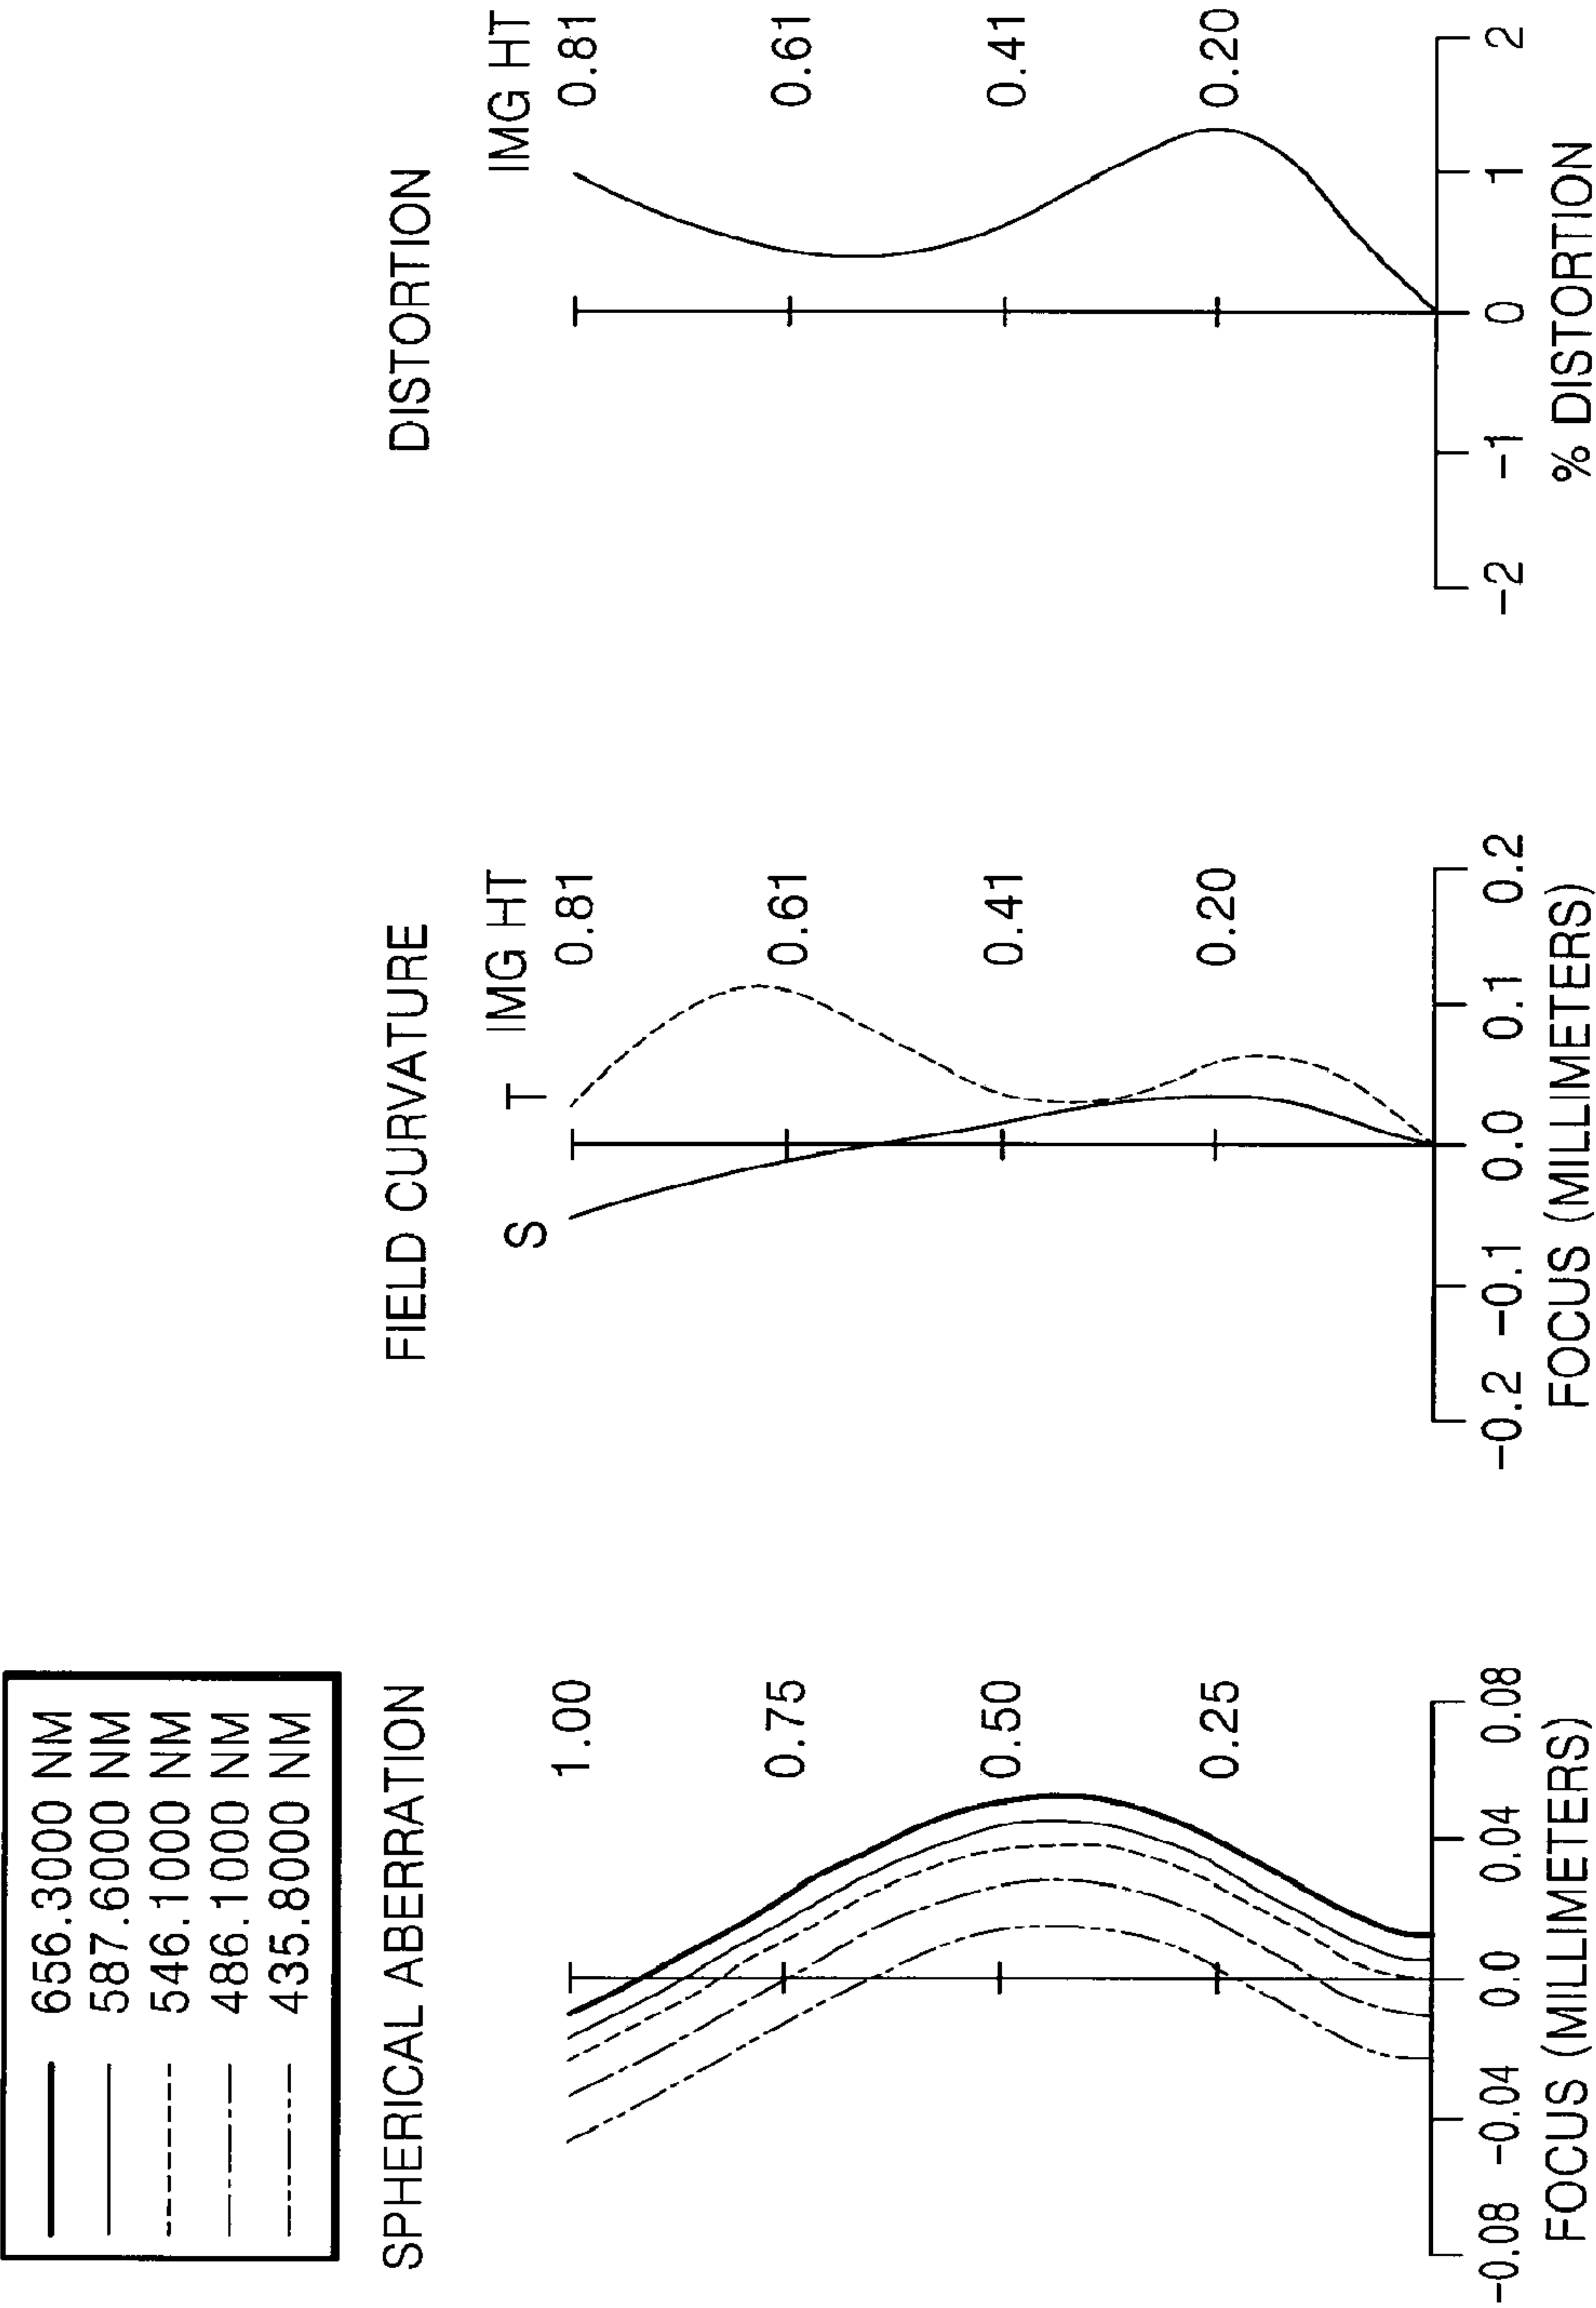 656.3000 NM
587.6000 NM
546.1000 NM
486.1000 NM
435.8000 NM
SPHERICAL ABERRATION
1.00
0.75
0.50
0.25
-0.08 -0.04 0.0 0.04 0.08
FOCUS (MILLIMETERS)
FIELD CURVATURE
S T IMG HT
0.81
0.61
0.41
0.20
-0.2 -0.1 0.0 0.1 0.2
FOCUS (MILLIMETERS)
DISTORTION
IMG HT
0.81
0.61
0.41
0.20
-2 -1 0 1 2
% DISTORTION